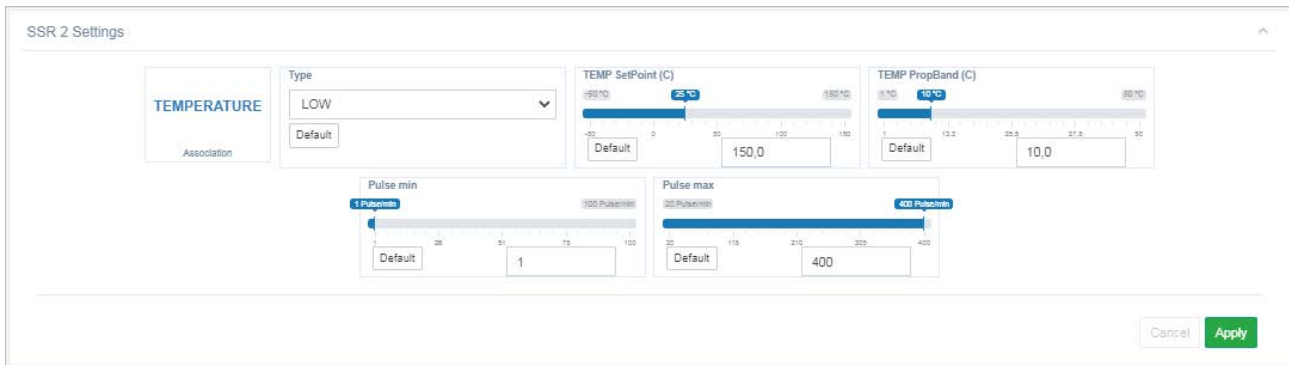 SSR 2 Settings
TEMPERATURE
Association
Type
LOW
Default
TEMP SetPoint (C)
-50 °C 25 °C 150 °C
-50 0 50 100 150
Default 150,0
TEMP PropBand (C)
1 °C 10 °C 50 °C
1 13.3 25.5 37.8 50
Default 10,0
Pulse min
1 Pulse/min 100 Pulse/min
1 26 51 75 100
Default 1
Pulse max
20 Pulse/min 400 Pulse/min
20 115 210 305 400
Default 400
Cancel Apply